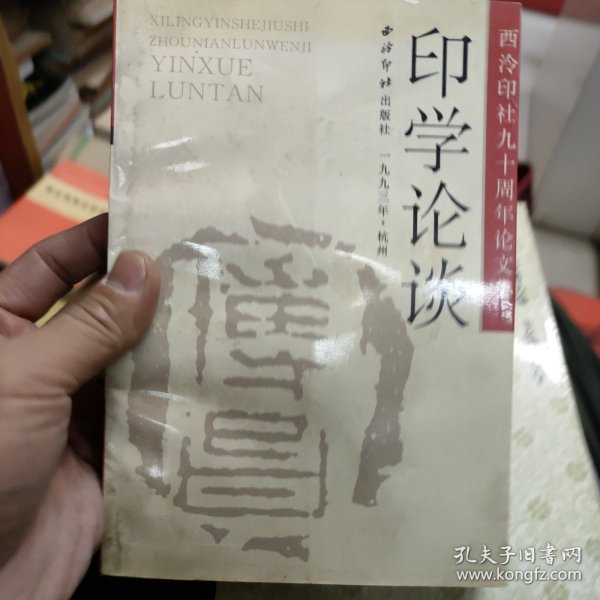 XILINGYINSHEJIUSHI
ZHOUNIANLUNWENJI
YINXUE
LUNTAN
西泠印社九十周年论文集
印学论谈
西泠印社出版社 一九九三年·杭州
孔夫子旧书网
www.kongfz.com